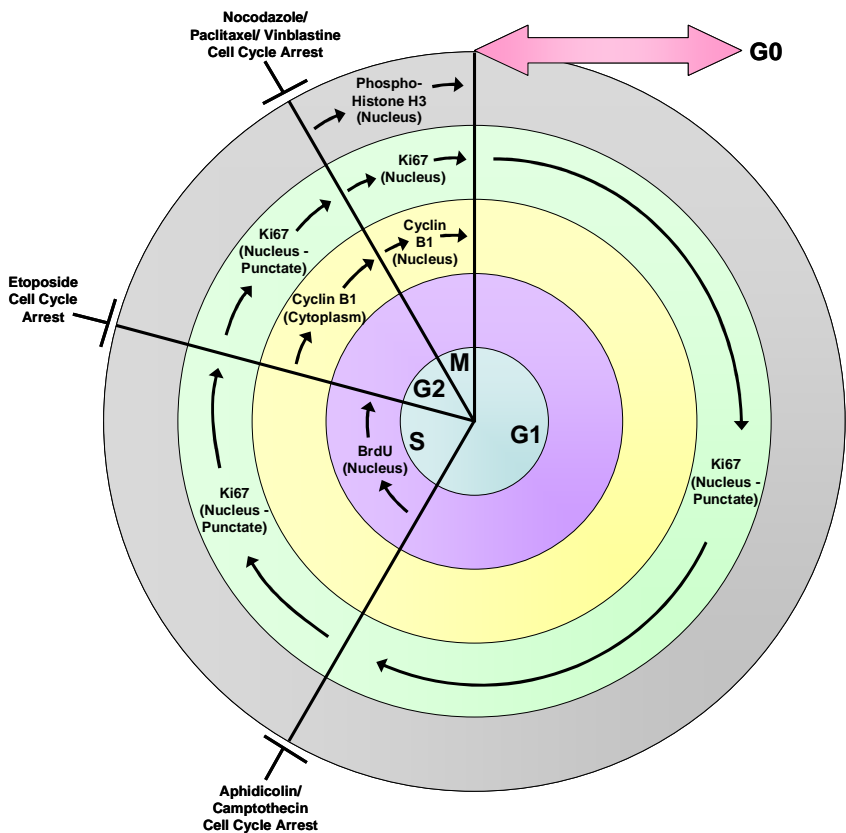 Nocodazole/
Paclitaxel/ Vinblastine
Cell Cycle Arrest
G0
Phospho-
Histone H3
(Nucleus)
Ki67
(Nucleus)
Cyclin
B1
(Nucleus)
Ki67
(Nucleus -
Punctate)
Cyclin B1
(Cytoplasm)
Etoposide
Cell Cycle
Arrest
M
G2
S
G1
BrdU
(Nucleus)
Ki67
(Nucleus -
Punctate)
Ki67
(Nucleus -
Punctate)
Aphidicolin/
Camptothecin
Cell Cycle Arrest